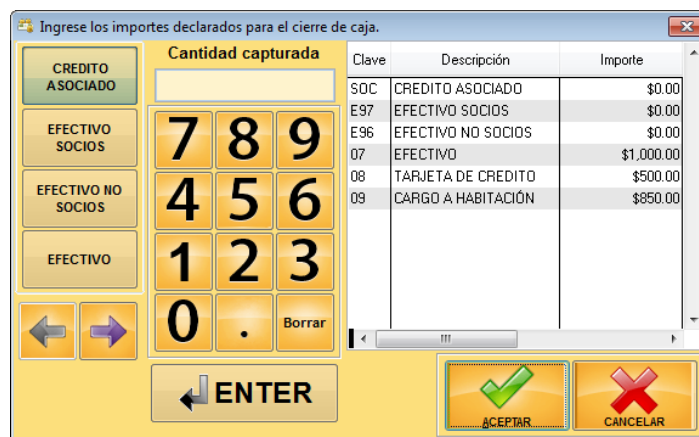 Ingrese los importes declarados para el cierre de caja.
CREDITO
ASOCIADO
EFECTIVO
SOCIOS
EFECTIVO NO
SOCIOS
EFECTIVO
Cantidad capturada
7 8 9
4 5 6
1 2 3
0 . Borrar
ENTER
Clave Descripción Importe
SOC CREDITO ASOCIADO $0.00
E97 EFECTIVO SOCIOS $0.00
E96 EFECTIVO NO SOCIOS $0.00
07 EFECTIVO $1,000.00
08 TARJETA DE CREDITO $500.00
09 CARGO A HABITACIÓN $850.00
ACEPTAR CANCELAR